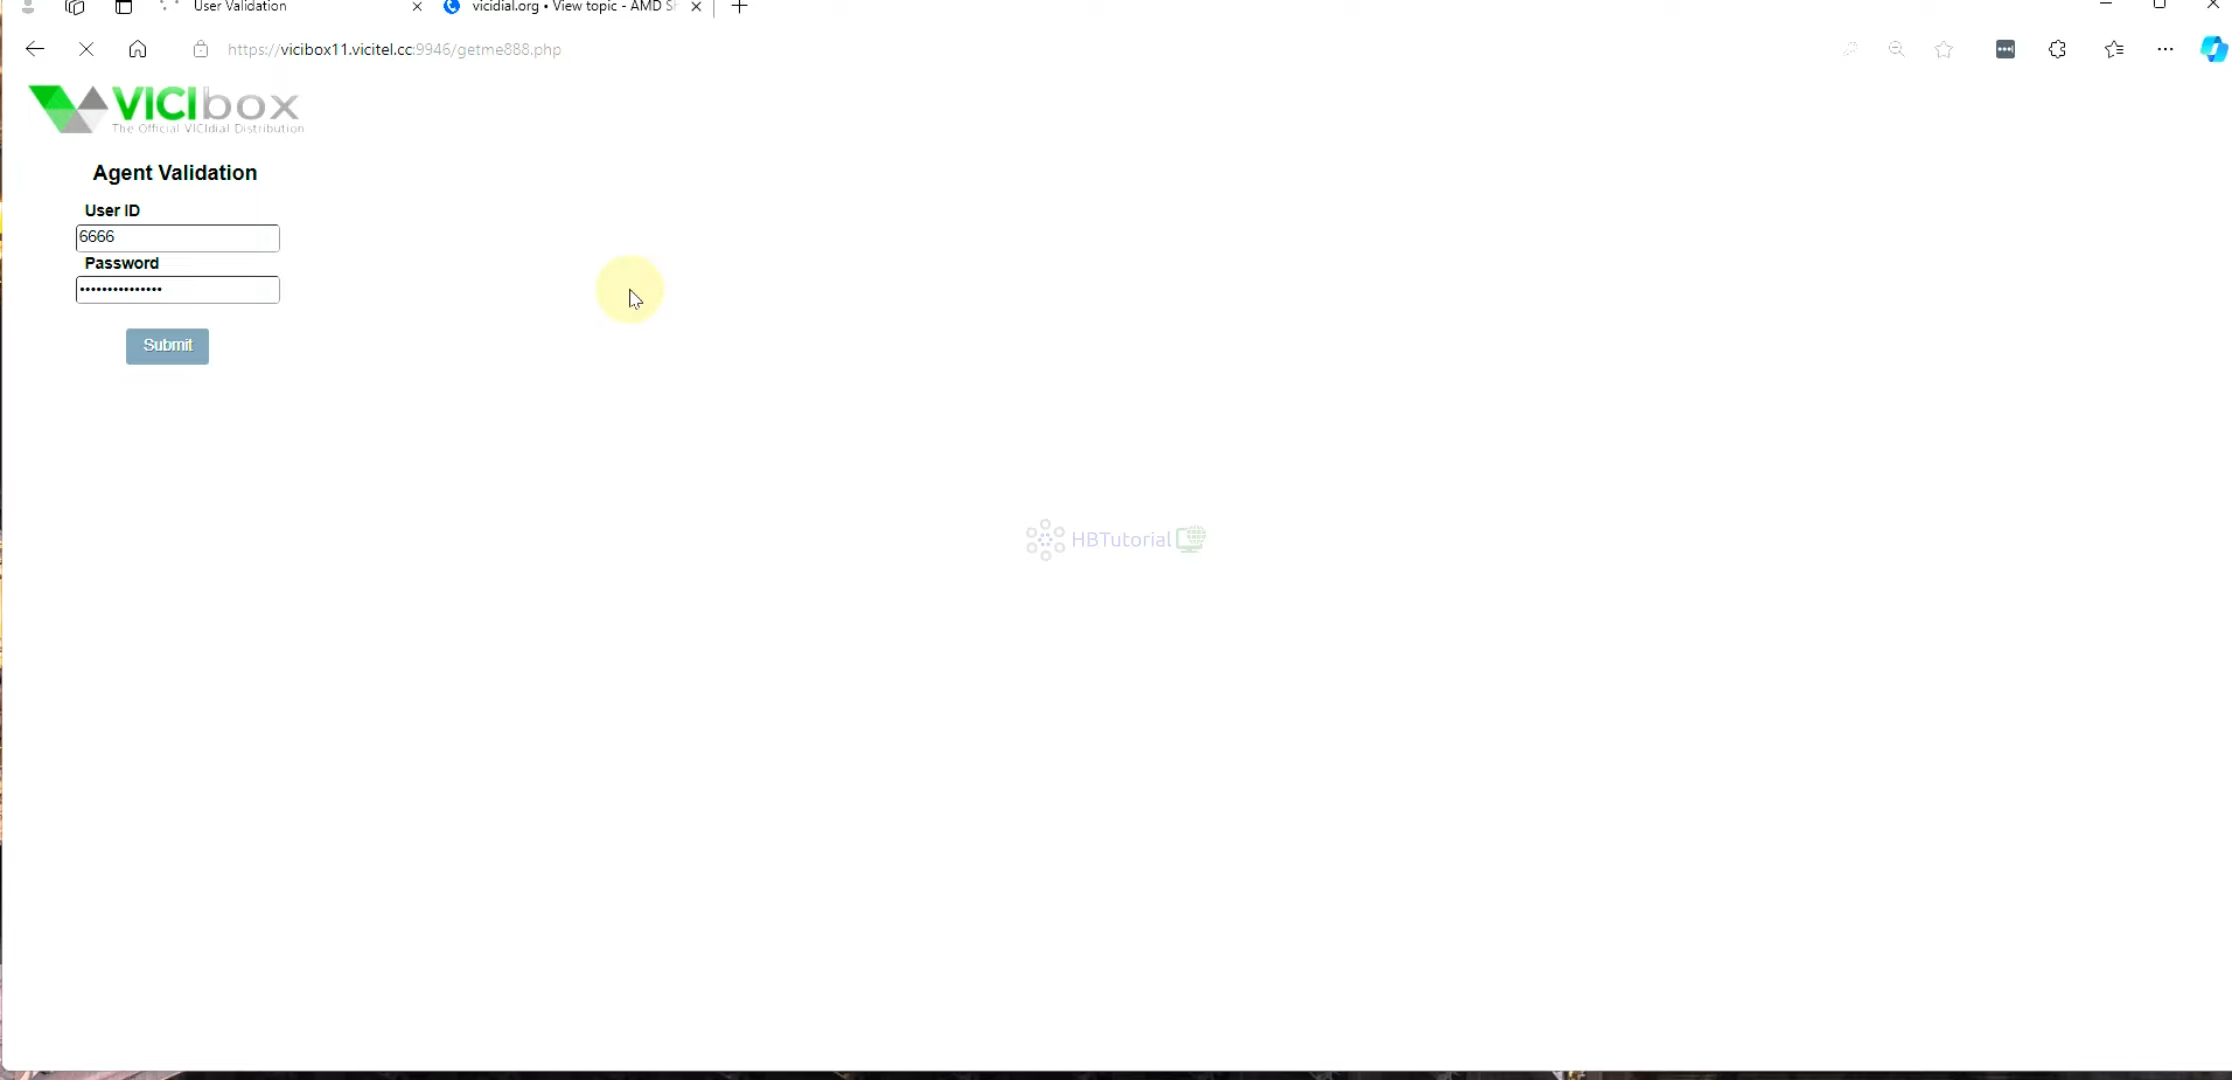 User Validation
vicidial.org • View topic - AMD S
https://vicibox11.vicitel.cc:9946/getme888.php
VICIbox
The Official VICIdial Distribution
Agent Validation
User ID
6666
Password
•••••••••••••••
Submit
HBTutorial